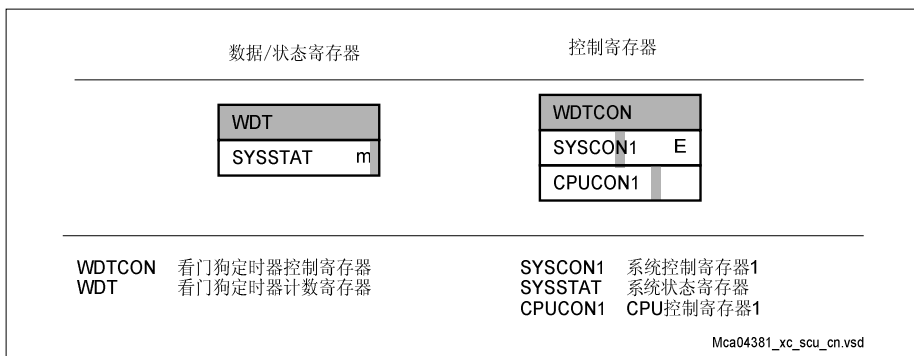 数据/状态寄存器
控制寄存器
WDT
SYSSTAT m
WDTCON
SYSCON1 E
CPUCON1
WDTCON 看门狗定时器控制寄存器
WDT 看门狗定时器计数寄存器
SYSCON1 系统控制寄存器1
SYSSTAT 系统状态寄存器
CPUCON1 CPU控制寄存器1
Mca04381_xc_scu_cn.vsd